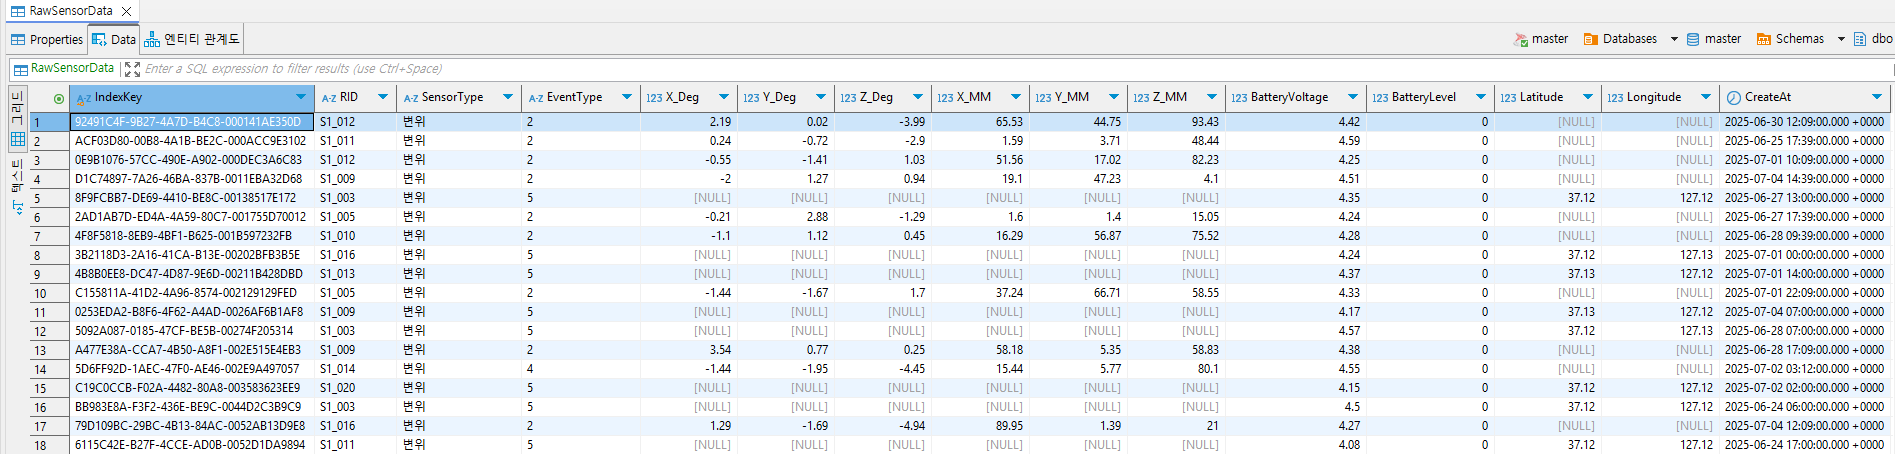 RawSensorData
Properties Data 엔티티 관계도 master Databases master Schemas dbo
RawSensorData Enter a SQL expression to filter results (use Ctrl+Space)
그리드
텍스트
A-Z IndexKey A-Z RID A-Z SensorType A-Z EventType 123 X_Deg 123 Y_Deg 123 Z_Deg 123 X_MM 123 Y_MM 123 Z_MM 123 BatteryVoltage 123 BatteryLevel 123 Latitude 123 Longitude CreateAt
1 92491C4F-9B27-4A7D-B4C8-000141AE350D S1_012 변위 2 2.19 0.02 -3.99 65.53 44.75 93.43 4.42 0 [NULL] [NULL] 2025-06-30 12:09:00.000 +0000
2 ACF03D80-00B8-4A1B-BE2C-000ACC9E3102 S1_011 변위 2 0.24 -0.72 -2.9 1.59 3.71 48.44 4.59 0 [NULL] [NULL] 2025-06-25 17:39:00.000 +0000
3 0E9B1076-57CC-490E-A902-000DEC3A6C83 S1_012 변위 2 -0.55 -1.41 1.03 51.56 17.02 82.23 4.25 0 [NULL] [NULL] 2025-07-01 10:09:00.000 +0000
4 D1C74897-7A26-46BA-837B-0011EBA32D68 S1_009 변위 2 -2 1.27 0.94 19.1 47.23 4.1 4.51 0 [NULL] [NULL] 2025-07-04 14:39:00.000 +0000
5 8F9FCBB7-DE69-4410-BE8C-00138517E172 S1_003 변위 5 [NULL] [NULL] [NULL] [NULL] [NULL] [NULL] 4.35 0 37.12 127.12 2025-06-27 13:00:00.000 +0000
6 2AD1AB7D-ED4A-4A59-80C7-001755D70012 S1_005 변위 2 -0.21 2.88 -1.29 1.6 1.4 15.05 4.24 0 [NULL] [NULL] 2025-06-27 17:39:00.000 +0000
7 4F8F5818-8EB9-4BF1-B625-001B597232FB S1_010 변위 2 -1.1 1.12 0.45 16.29 56.87 75.52 4.28 0 [NULL] [NULL] 2025-06-28 09:39:00.000 +0000
8 3B2118D3-2A16-41CA-B13E-00202BFB3B5E S1_016 변위 5 [NULL] [NULL] [NULL] [NULL] [NULL] [NULL] 4.24 0 37.12 127.13 2025-07-01 00:00:00.000 +0000
9 4B8B0EE8-DC47-4D87-9E6D-00211B428DBD S1_013 변위 5 [NULL] [NULL] [NULL] [NULL] [NULL] [NULL] 4.37 0 37.13 127.12 2025-07-01 14:00:00.000 +0000
10 C155811A-41D2-4A96-8574-002129129FED S1_005 변위 2 -1.44 -1.67 1.7 37.24 66.71 58.55 4.33 0 [NULL] [NULL] 2025-07-01 22:09:00.000 +0000
11 0253EDA2-B8F6-4F62-A4AD-0026AF6B1AF8 S1_009 변위 5 [NULL] [NULL] [NULL] [NULL] [NULL] [NULL] 4.17 0 37.13 127.12 2025-07-04 07:00:00.000 +0000
12 5092A087-0185-47CF-BE5B-00274F205314 S1_003 변위 5 [NULL] [NULL] [NULL] [NULL] [NULL] [NULL] 4.57 0 37.12 127.13 2025-06-28 07:00:00.000 +0000
13 A477E38A-CCA7-4B50-A8F1-002E515E4EB3 S1_009 변위 2 3.54 0.77 0.25 58.18 5.35 58.83 4.38 0 [NULL] [NULL] 2025-06-28 17:09:00.000 +0000
14 5D6FF92D-1AEC-47F0-AE46-002E9A497057 S1_014 변위 4 -1.44 -1.95 -4.45 15.44 5.77 80.1 4.55 0 [NULL] [NULL] 2025-07-02 03:12:00.000 +0000
15 C19C0CCB-F02A-4482-80A8-003583623EE9 S1_020 변위 5 [NULL] [NULL] [NULL] [NULL] [NULL] [NULL] 4.15 0 37.12 127.12 2025-07-02 02:00:00.000 +0000
16 BB983E8A-F3F2-436E-BE9C-0044D2C3B9C9 S1_003 변위 5 [NULL] [NULL] [NULL] [NULL] [NULL] [NULL] 4.5 0 37.12 127.12 2025-06-24 06:00:00.000 +0000
17 79D109BC-29BC-4B13-84AC-0052AB13D9E8 S1_016 변위 2 1.29 -1.69 -4.94 89.95 1.39 21 4.27 0 [NULL] [NULL] 2025-07-04 12:09:00.000 +0000
18 6115C42E-B27F-4CCE-AD0B-0052D1DA9894 S1_011 변위 5 [NULL] [NULL] [NULL] [NULL] [NULL] [NULL] 4.08 0 37.12 127.12 2025-06-24 17:00:00.000 +0000